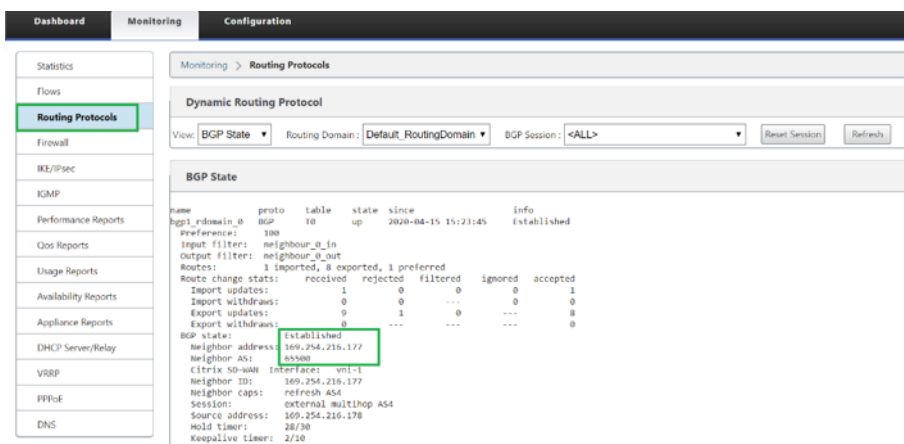 Dashboard Monitoring Configuration
Statistics
Flows
Routing Protocols
Firewall
IKE/IPsec
IGMP
Performance Reports
Qos Reports
Usage Reports
Availability Reports
Appliance Reports
DHCP Server/Relay
VRRP
PPPoE
DNS
Monitoring > Routing Protocols
Dynamic Routing Protocol
View: BGP State Routing Domain : Default_RoutingDomain BGP Session : <ALL> Reset Session Refresh
BGP State
name proto table state since info
bgp1_rdomain_0 BGP T0 up 2020-04-15 15:23:45 Established
Preference: 100
Input filter: neighbour_0_in
Output filter: neighbour_0_out
Routes: 1 imported, 8 exported, 1 preferred
Route change stats: received rejected filtered ignored accepted
Import updates: 1 0 0 0 1
Import withdraws: 0 0 --- 0 0
Export updates: 9 1 0 --- 8
Export withdraws: 0 --- --- --- 0
BGP state: Established
Neighbor address: 169.254.216.177
Neighbor AS: 65500
Citrix SD-WAN Interface: vni-1
Neighbor ID: 169.254.216.177
Neighbor caps: refresh AS4
Session: external multihop AS4
Source address: 169.254.216.178
Hold timer: 28/30
Keepalive timer: 2/10